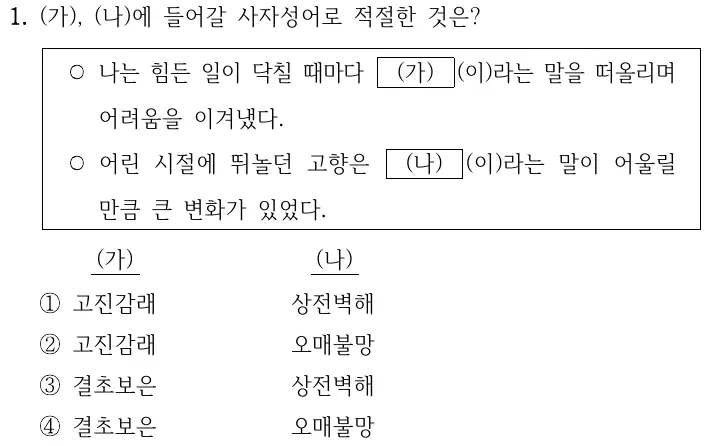 1. (가), (나)에 들어갈 사자성어로 적절한 것은?
○ 나는 힘든 일이 닥칠 때마다 (가) (이)라는 말을 떠올리며
어려움을 이겨냈다.
○ 어린 시절에 뛰놀던 고향은 (나) (이)라는 말이 어울릴
만큼 큰 변화가 있었다.
(가) (나)
① 고진감래 상전벽해
② 고진감래 오매불망
③ 결초보은 상전벽해
④ 결초보은 오매불망